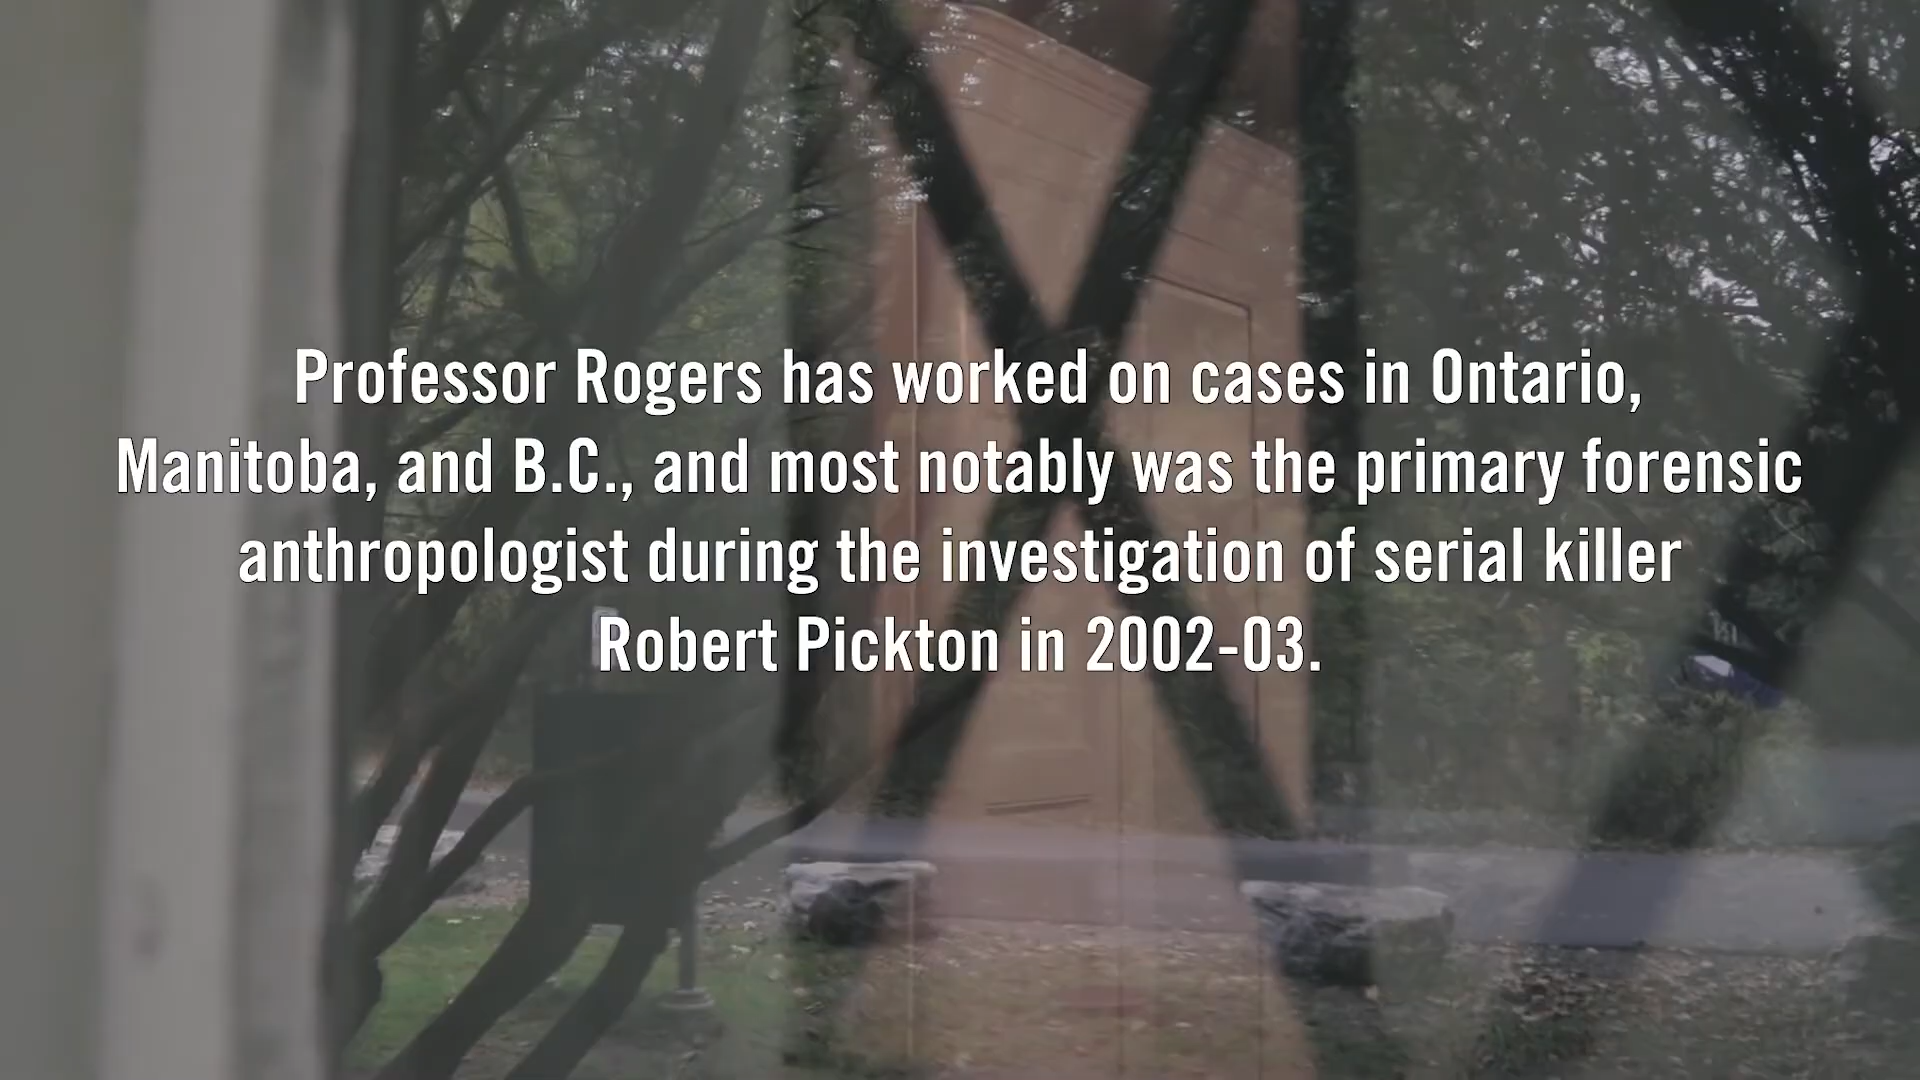 Professor Rogers has worked on cases in Ontario,
Manitoba, and B.C., and most notably was the primary forensic
anthropologist during the investigation of serial killer
Robert Pickton in 2002-03.